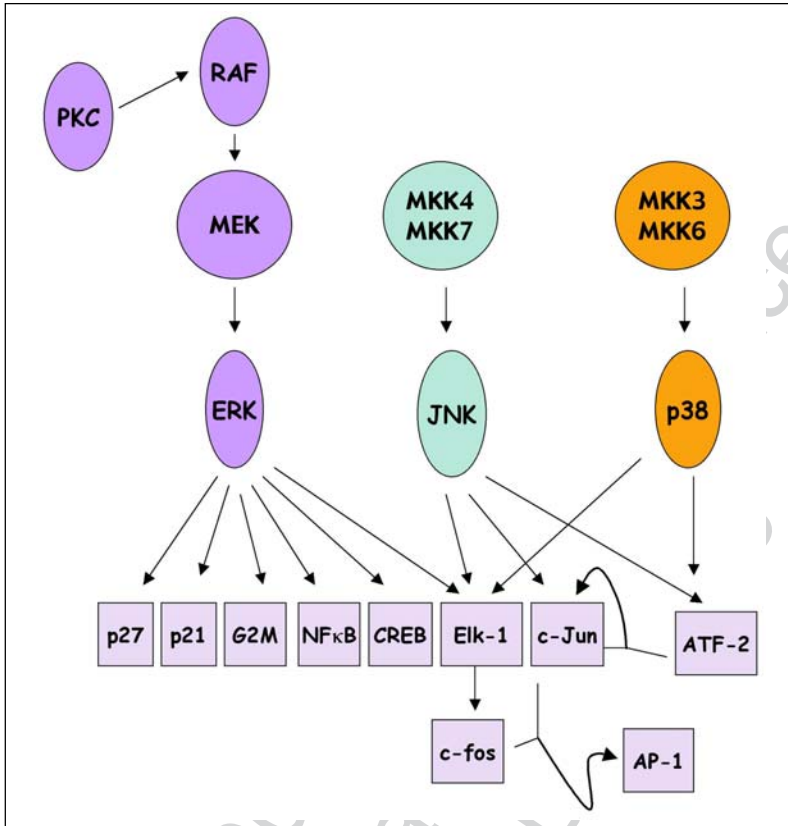 RAF
PKC
MEK
MKK4
MKK7
MKK3
MKK6
ERK
JNK
p38
p27
p21
G2M
NFκB
CREB
Elk-1
c-Jun
ATF-2
c-fos
AP-1